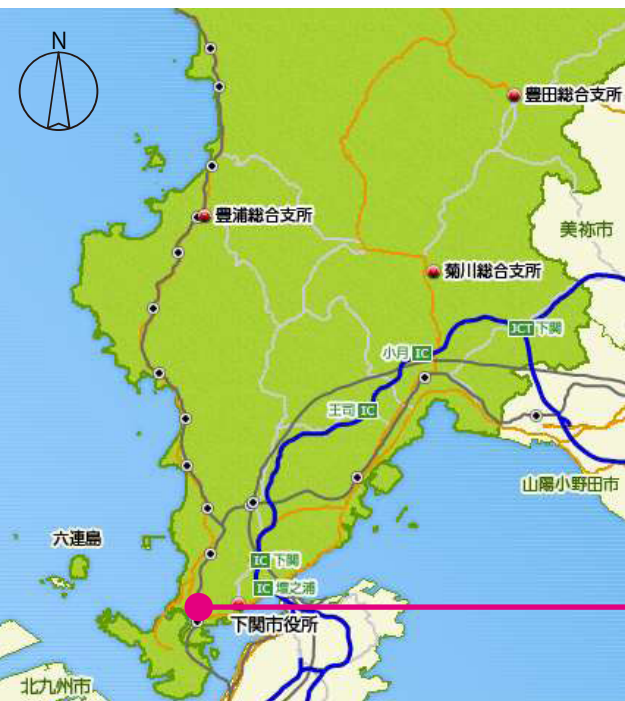 N
豊田総合支所
豊浦総合支所
美祢市
菊川総合支所
JCT 下関
小月 IC
王司 IC
山陽小野田市
六連島
IC 下関
IC 壇之浦
下関市役所
北九州市